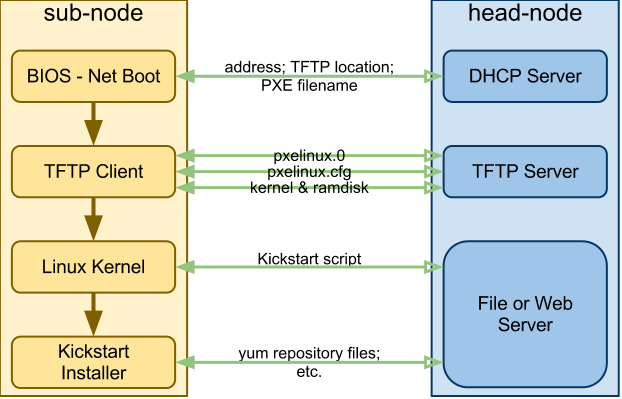 sub-node
head-node
BIOS - Net Boot
address; TFTP location;
PXE filename
DHCP Server
TFTP Client
pxelinux.0
pxelinux.cfg
kernel & ramdisk
TFTP Server
Linux Kernel
Kickstart script
File or Web
Server
Kickstart
Installer
yum repository files;
etc.